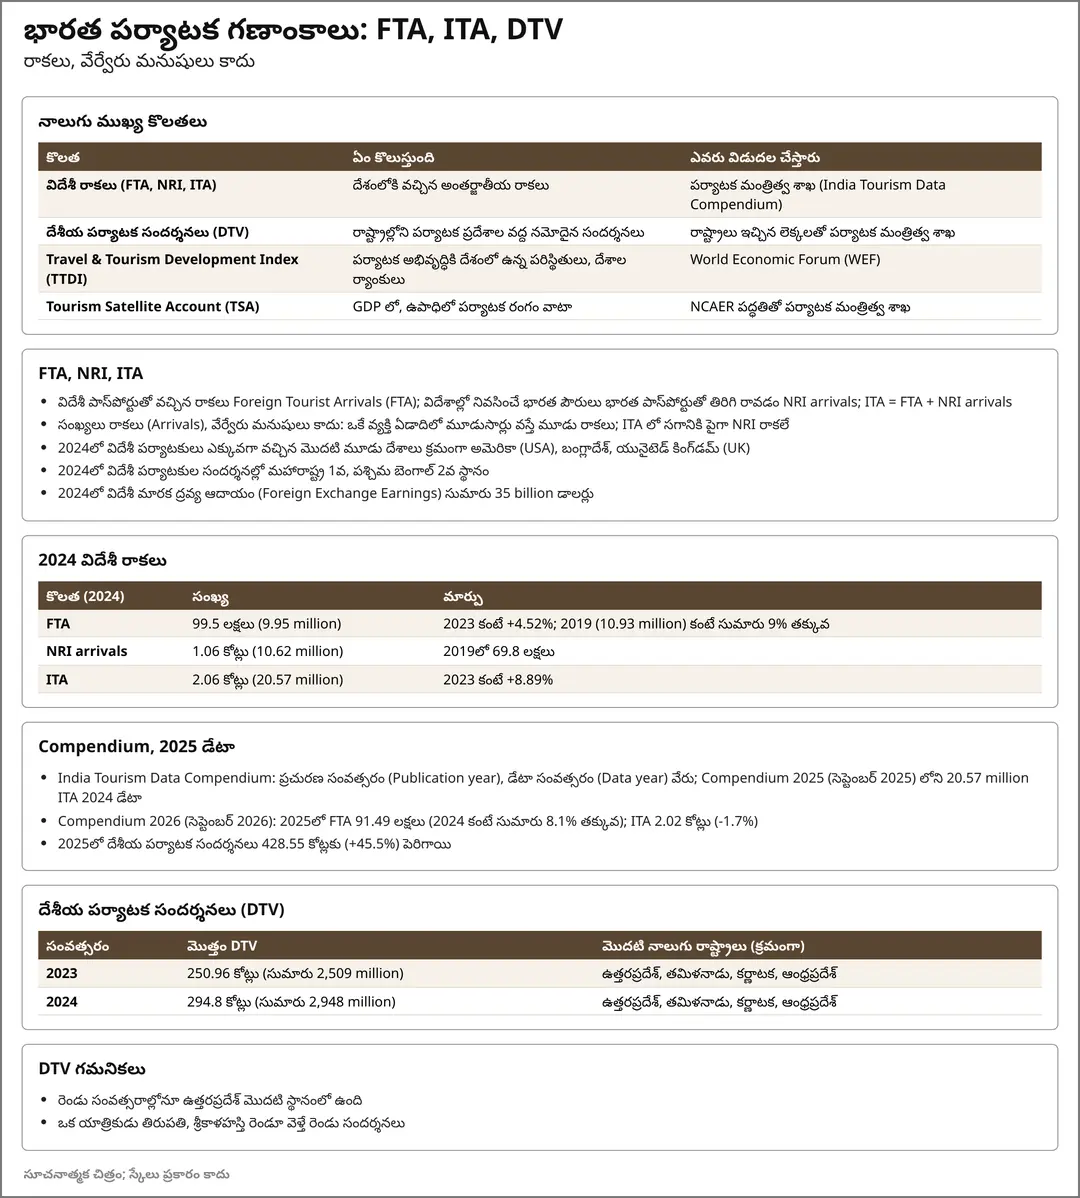 భారత పర్యాటక గణాంకాలు: FTA, ITA, DTV
రాకలు, వేర్వేరు మనుషులు కాదు
నాలుగు ముఖ్య కొలతలు
కొలత ఏం కొలుస్తుంది ఎవరు విడుదల చేస్తారు
విదేశీ రాకలు (FTA, NRI, ITA) దేశంలోకి వచ్చిన అంతర్జాతీయ రాకలు పర్యాటక మంత్రిత్వ శాఖ (India Tourism Data
Compendium)
దేశీయ పర్యాటక సందర్శనలు (DTV) రాష్ట్రాల్లోని పర్యాటక ప్రదేశాల వద్ద నమోదైన సందర్శనలు రాష్ట్రాలు ఇచ్చిన లెక్కలతో పర్యాటక మంత్రిత్వ శాఖ
Travel & Tourism Development Index పర్యాటక అభివృద్ధికి దేశంలో ఉన్న పరిస్థితులు, దేశాల World Economic Forum (WEF)
(TTDI) ర్యాంకులు
Tourism Satellite Account (TSA) GDP లో, ఉపాధిలో పర్యాటక రంగం వాటా NCAER పద్ధతితో పర్యాటక మంత్రిత్వ శాఖ
FTA, NRI, ITA
• విదేశీ పాస్‌పోర్టుతో వచ్చిన రాకలు Foreign Tourist Arrivals (FTA); విదేశాల్లో నివసించే భారత పౌరులు భారత పాస్‌పోర్టుతో తిరిగి రావడం NRI arrivals; ITA = FTA + NRI arrivals
• సంఖ్యలు రాకలు (Arrivals), వేర్వేరు మనుషులు కాదు: ఒకే వ్యక్తి ఏడాదిలో మూడుసార్లు వస్తే మూడు రాకలు; ITA లో సగానికి పైగా NRI రాకలే
• 2024లో విదేశీ పర్యాటకులు ఎక్కువగా వచ్చిన మొదటి మూడు దేశాలు క్రమంగా అమెరికా (USA), బంగ్లాదేశ్, యునైటెడ్ కింగ్‌డమ్ (UK)
• 2024లో విదేశీ పర్యాటకుల సందర్శనల్లో మహారాష్ట్ర 1వ, పశ్చిమ బెంగాల్ 2వ స్థానం
• 2024లో విదేశీ మారక ద్రవ్య ఆదాయం (Foreign Exchange Earnings) సుమారు 35 billion డాలర్లు
2024 విదేశీ రాకలు
కొలత (2024) సంఖ్య మార్పు
FTA 99.5 లక్షలు (9.95 million) 2023 కంటే +4.52%; 2019 (10.93 million) కంటే సుమారు 9% తక్కువ
NRI arrivals 1.06 కోట్లు (10.62 million) 2019లో 69.8 లక్షలు
ITA 2.06 కోట్లు (20.57 million) 2023 కంటే +8.89%
Compendium, 2025 డేటా
• India Tourism Data Compendium: ప్రచురణ సంవత్సరం (Publication year), డేటా సంవత్సరం (Data year) వేరు; Compendium 2025 (సెప్టెంబర్ 2025) లోని 20.57 million
ITA 2024 డేటా
• Compendium 2026 (సెప్టెంబర్ 2026): 2025లో FTA 91.49 లక్షలు (2024 కంటే సుమారు 8.1% తక్కువ); ITA 2.02 కోట్లు (-1.7%)
• 2025లో దేశీయ పర్యాటక సందర్శనలు 428.55 కోట్లకు (+45.5%) పెరిగాయి
దేశీయ పర్యాటక సందర్శనలు (DTV)
సంవత్సరం మొత్తం DTV మొదటి నాలుగు రాష్ట్రాలు (క్రమంగా)
2023 250.96 కోట్లు (సుమారు 2,509 million) ఉత్తరప్రదేశ్, తమిళనాడు, కర్ణాటక, ఆంధ్రప్రదేశ్
2024 294.8 కోట్లు (సుమారు 2,948 million) ఉత్తరప్రదేశ్, తమిళనాడు, కర్ణాటక, ఆంధ్రప్రదేశ్
DTV గమనికలు
• రెండు సంవత్సరాల్లోనూ ఉత్తరప్రదేశ్ మొదటి స్థానంలో ఉంది
• ఒక యాత్రికుడు తిరుపతి, శ్రీకాళహస్తి రెండూ వెళ్తే రెండు సందర్శనలు
సూచనాత్మక చిత్రం; స్కేలు ప్రకారం కాదు